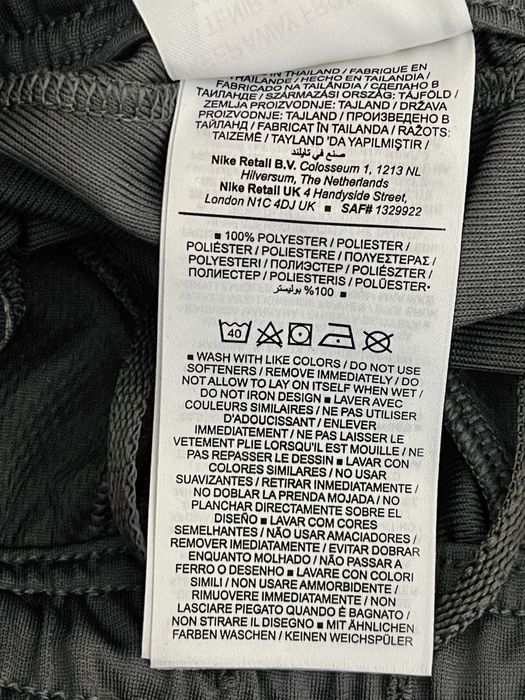 IN THAILAND / FABRIQUE EN
THAILANDE / HECHO EN TAILANDIA /
FABRICADO NA TAILÂNDIA / СДЕЛАНО В
ТАИЛАНДЕ / SZÁRMAZÁSI ORSZÁG: TÁJFÖLD /
ZEMLJA PROIZVODNJE: TAJLAND / DRŽAVA
PROIZVODNJE: TAJLAND / ПРОИЗВЕДЕНО В
ТАЙЛАНД / FABRICAT ÎN TAILANDA / RAŽOTS:
TAIZEMĒ / TAYLAND 'DA YAPILMIŞTIR /
صنع في تايلند
Nike Retail B.V. Colosseum 1, 1213 NL
Hilversum, The Netherlands
Nike Retail UK 4 Handyside Street,
London N1C 4DJ UK ■ SAF# 1329922
■ 100% POLYESTER / POLIESTER /
POLIÉSTER / POLIESTERE / ΠΟΛΥΕΣΤΕΡΑΣ /
POLYESTERI / ПОЛИЭСТЕР / POLIÉSZTER /
ПОЛИЕСТЕР / POLIESTERIS / POLÜESTER
100% بوليستر ■
40
■ WASH WITH LIKE COLORS / DO NOT USE
SOFTENERS / REMOVE IMMEDIATELY / DO
NOT ALLOW TO LAY ON ITSELF WHEN WET /
DO NOT IRON DESIGN ■ LAVER AVEC
COULEURS SIMILAIRES / NE PAS UTILISER
D'ADOUCISSANT / ENLEVER
IMMEDIATEMENT / NE PAS LAISSER LE
VETEMENT PLIE LORSQU'IL EST MOUILLE / NE
PAS REPASSER LE DESSIN ■ LAVAR CON
COLORES SIMILARES / NO USAR
SUAVIZANTES / RETIRAR INMEDIATAMENTE /
NO DOBLAR LA PRENDA MOJADA / NO
PLANCHAR DIRECTAMENTE SOBRE EL
DISEÑO ■ LAVAR COM CORES
SEMELHANTES / NÃO USAR AMACIADORES /
REMOVER IMEDIATAMENTE / EVITAR DOBRAR
ENQUANTO MOLHADO / NÃO PASSAR A
FERRO O DESENHO ■ LAVARE CON COLORI
SIMILI / NON USARE AMMORBIDENTE /
RIMUOVERE IMMEDIATAMENTE / NON
LASCIARE PIEGATO QUANDO È BAGNATO /
NON STIRARE IL DISEGNO ■ MIT ÄHNLICHEN
FARBEN WASCHEN / KEINEN WEICHSPÜLER